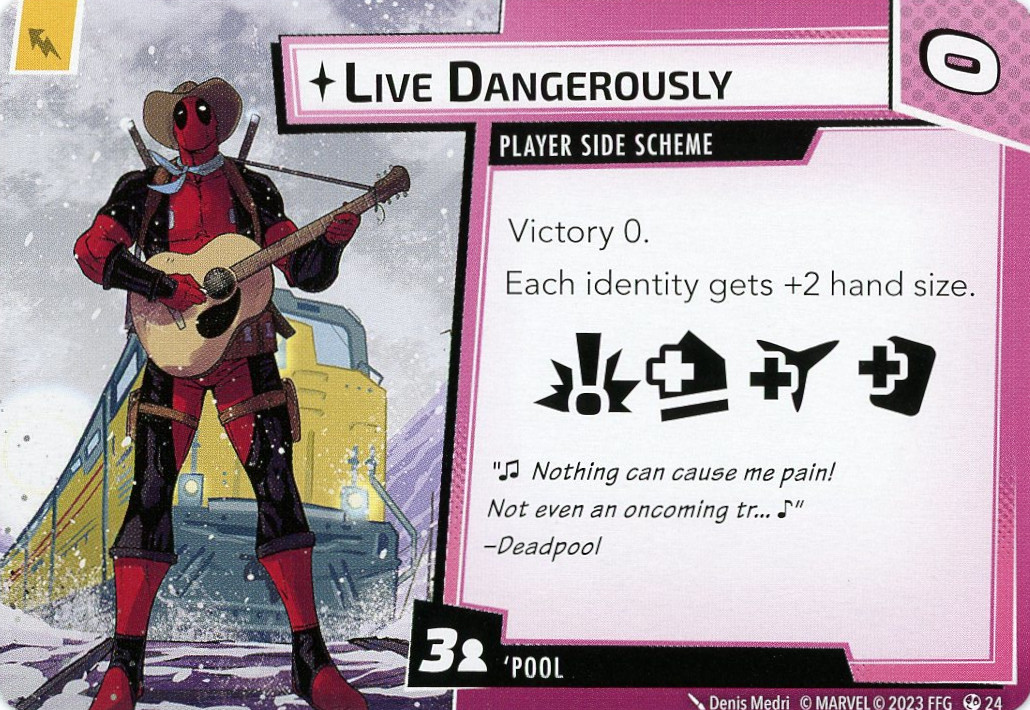 Live Dangerously
0
PLAYER SIDE SCHEME
Victory 0.
Each identity gets +2 hand size.
"♫ Nothing can cause me pain!
Not even an oncoming tr... ♪"
–Deadpool
3
'POOL
Denis Medri © MARVEL © 2023 FFG 24